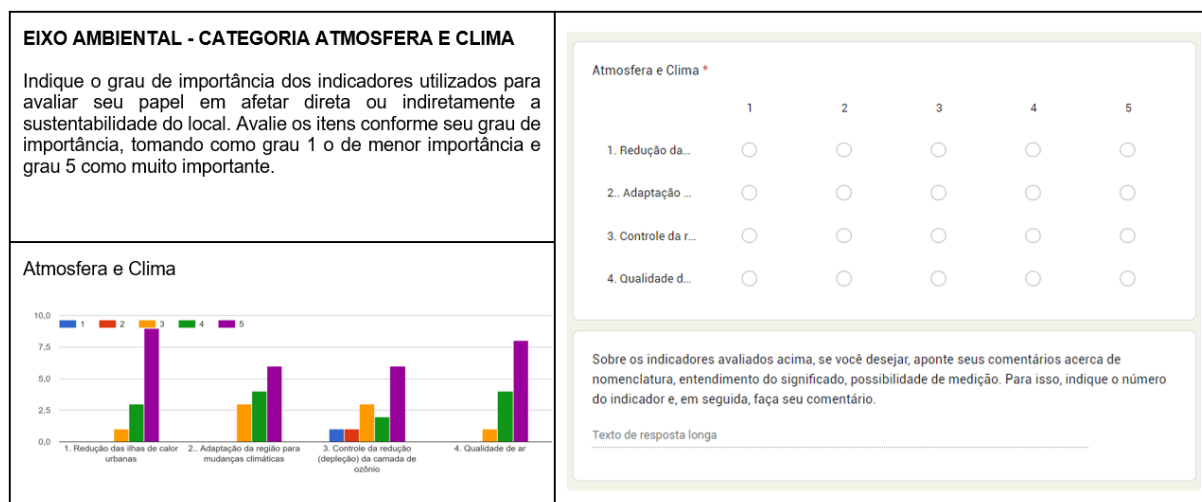 EIXO AMBIENTAL - CATEGORIA ATMOSFERA E CLIMA
Indique o grau de importância dos indicadores utilizados para
avaliar seu papel em afetar direta ou indiretamente a
sustentabilidade do local. Avalie os itens conforme seu grau de
importância, tomando como grau 1 o de menor importância e
grau 5 como muito importante.
Atmosfera e Clima
10,0
7,5
5,0
2,5
0,0
1 2 3 4 5
1. Redução das ilhas de calor
urbanas
2.. Adaptação da região para
mudanças climáticas
3. Controle da redução
(depleção) da camada de
ozônio
4. Qualidade de ar
Atmosfera e Clima *
1 2 3 4 5
1. Redução da...
2.. Adaptação ...
3. Controle da r...
4. Qualidade d...
Sobre os indicadores avaliados acima, se você desejar, aponte seus comentários acerca de
nomenclatura, entendimento do significado, possibilidade de medição. Para isso, indique o número
do indicador e, em seguida, faça seu comentário.
Texto de resposta longa